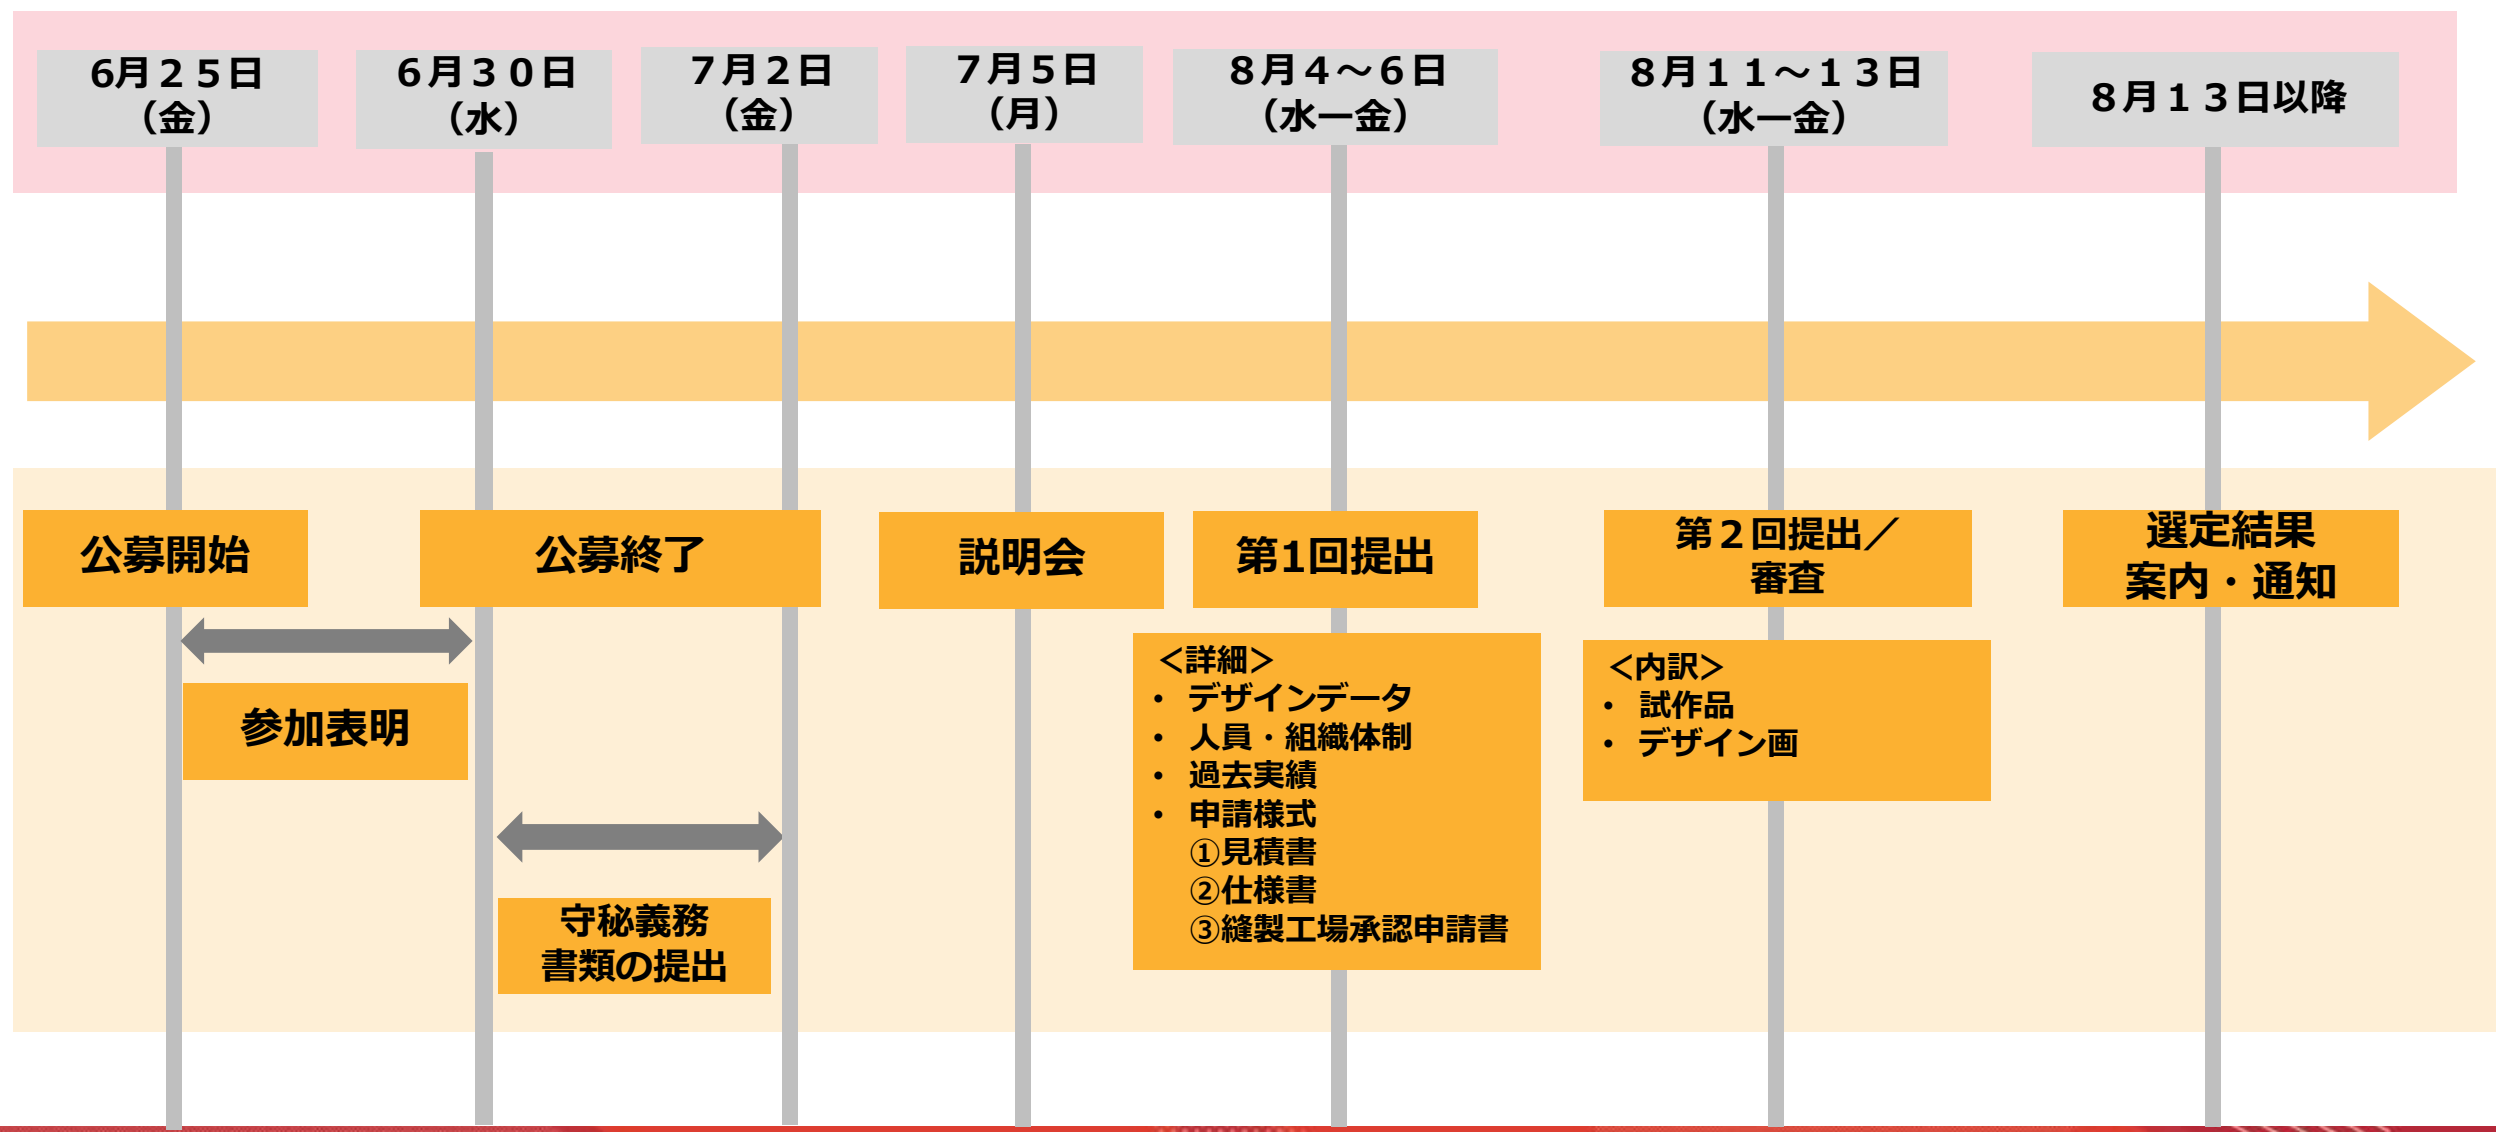 6月２５日
（金）
６月３０日
（水）
７月２日
（金）
７月５日
（月）
８月４～６日
（水ー金）
８月１１～１３日
（水ー金）
８月１３日以降
公募開始
公募終了
説明会
第1回提出
第２回提出／
審査
選定結果
案内・通知
参加表明
守秘義務
書類の提出
＜詳細＞
• デザインデータ
• 人員・組織体制
• 過去実績
• 申請様式
①見積書
②仕様書
③縫製工場承認申請書
＜内訳＞
• 試作品
• デザイン画